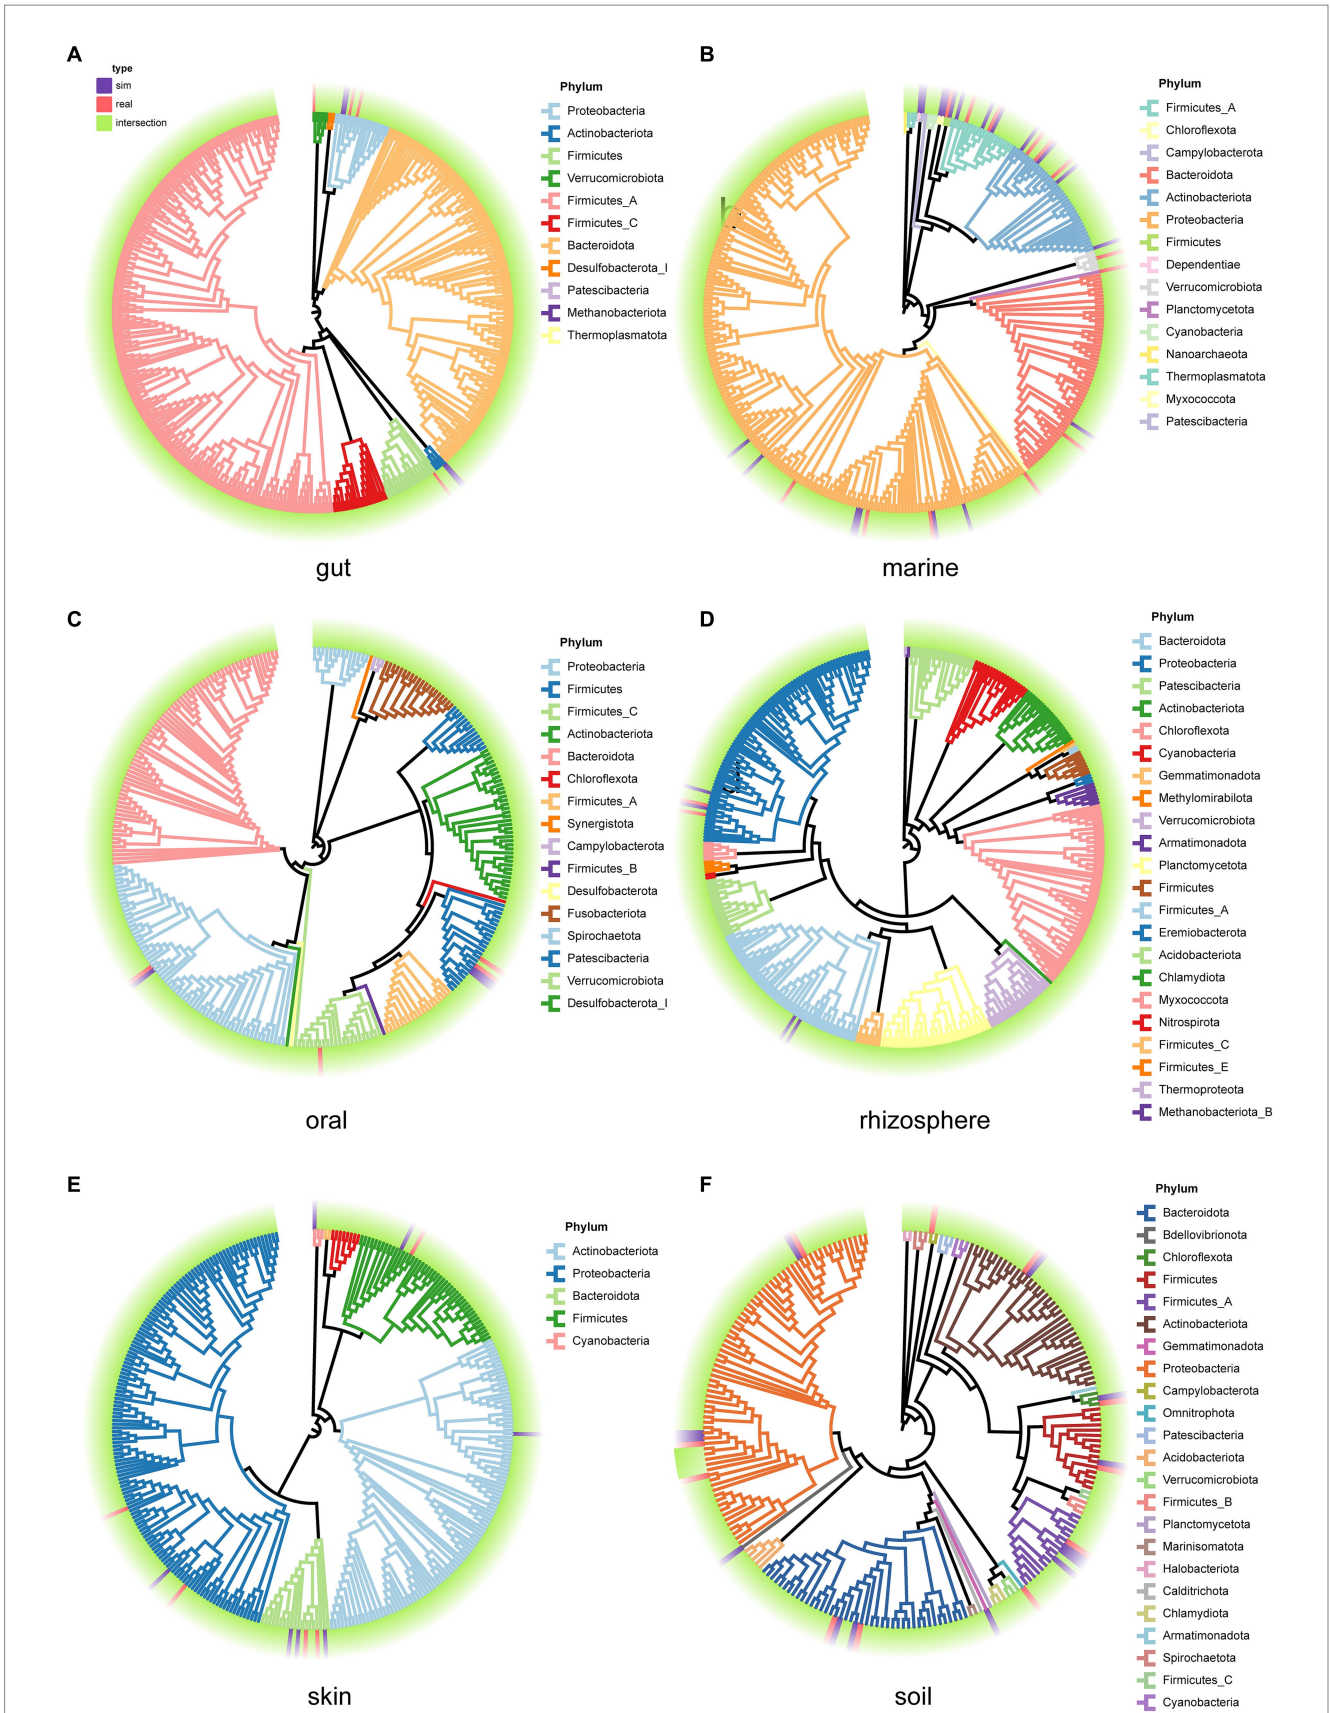 A
type
sim
real
intersection
Phylum
Proteobacteria
Actinobacteriota
Firmicutes
Verrucomicrobiota
Firmicutes_A
Firmicutes_C
Bacteroidota
Desulfobacterota_I
Patescibacteria
Methanobacteriota
Thermoplasmatota
gut
B
Phylum
Firmicutes_A
Chloroflexota
Campylobacterota
Bacteroidota
Actinobacteriota
Proteobacteria
Firmicutes
Dependentiae
Verrucomicrobiota
Planctomycetota
Cyanobacteria
Nanoarchaeota
Thermoplasmatota
Myxococcota
Patescibacteria
marine
C
Phylum
Proteobacteria
Firmicutes
Firmicutes_C
Actinobacteriota
Bacteroidota
Chloroflexota
Firmicutes_A
Synergistota
Campylobacterota
Firmicutes_B
Desulfobacterota
Fusobacteriota
Spirochaetota
Patescibacteria
Verrucomicrobiota
Desulfobacterota_I
oral
D
Phylum
Bacteroidota
Proteobacteria
Patescibacteria
Actinobacteriota
Chloroflexota
Cyanobacteria
Gemmatimonadota
Methylomirabilota
Verrucomicrobiota
Armatimonadota
Planctomycetota
Firmicutes
Firmicutes_A
Eremiobacterota
Acidobacteriota
Chlamydiota
Myxococcota
Nitrospirota
Firmicutes_C
Firmicutes_E
Thermoproteota
Methanobacteriota_B
rhizosphere
E
Phylum
Actinobacteriota
Proteobacteria
Bacteroidota
Firmicutes
Cyanobacteria
skin
F
Phylum
Bacteroidota
Bdellovibrionota
Chloroflexota
Firmicutes
Firmicutes_A
Actinobacteriota
Gemmatimonadota
Proteobacteria
Campylobacterota
Omnitrophota
Patescibacteria
Acidobacteriota
Verrucomicrobiota
Firmicutes_B
Planctomycetota
Marinisomatota
Halobacteriota
Calditrichota
Chlamydiota
Armatimonadota
Spirochaetota
Firmicutes_C
Cyanobacteria
soil